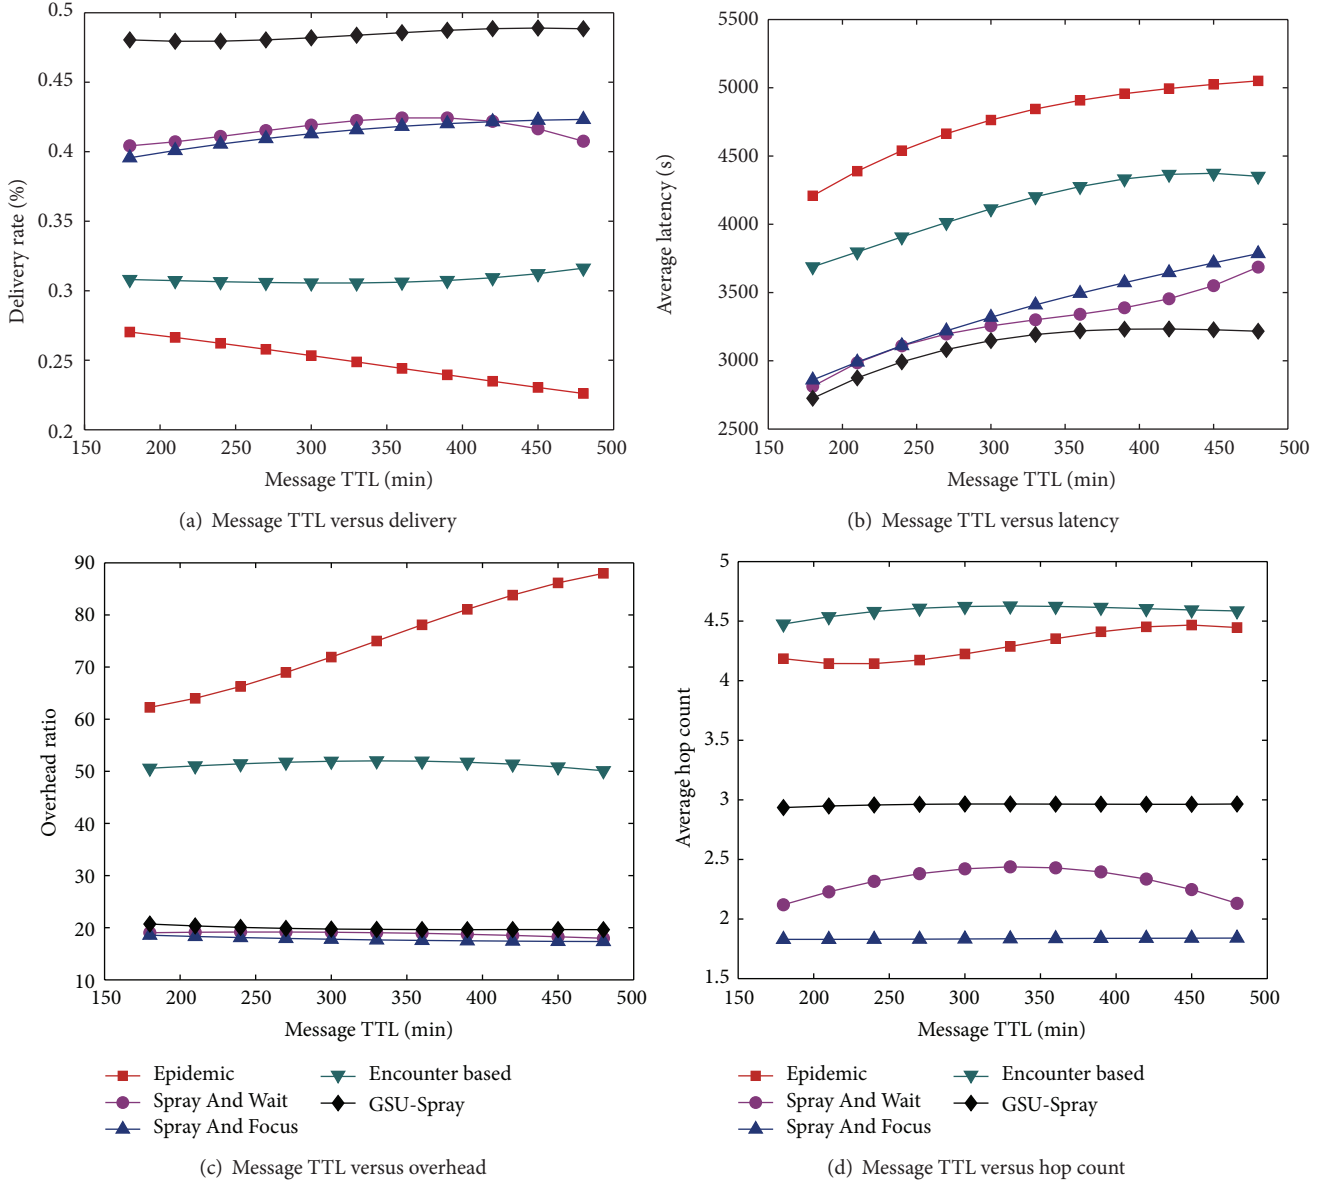 0.5
0.45
0.4
0.35
0.3
0.25
0.2
Delivery rate (%)
150 200 250 300 350 400 450 500
Message TTL (min)
(a) Message TTL versus delivery
5500
5000
4500
4000
3500
3000
2500
Average latency (s)
150 200 250 300 350 400 450 500
Message TTL (min)
(b) Message TTL versus latency
90
80
70
60
50
40
30
20
10
Overhead ratio
150 200 250 300 350 400 450 500
Message TTL (min)
Epidemic
Spray And Wait
Spray And Focus
Encounter based
GSU-Spray
(c) Message TTL versus overhead
5
4.5
4
3.5
3
2.5
2
1.5
Average hop count
150 200 250 300 350 400 450 500
Message TTL (min)
Epidemic
Spray And Wait
Spray And Focus
Encounter based
GSU-Spray
(d) Message TTL versus hop count